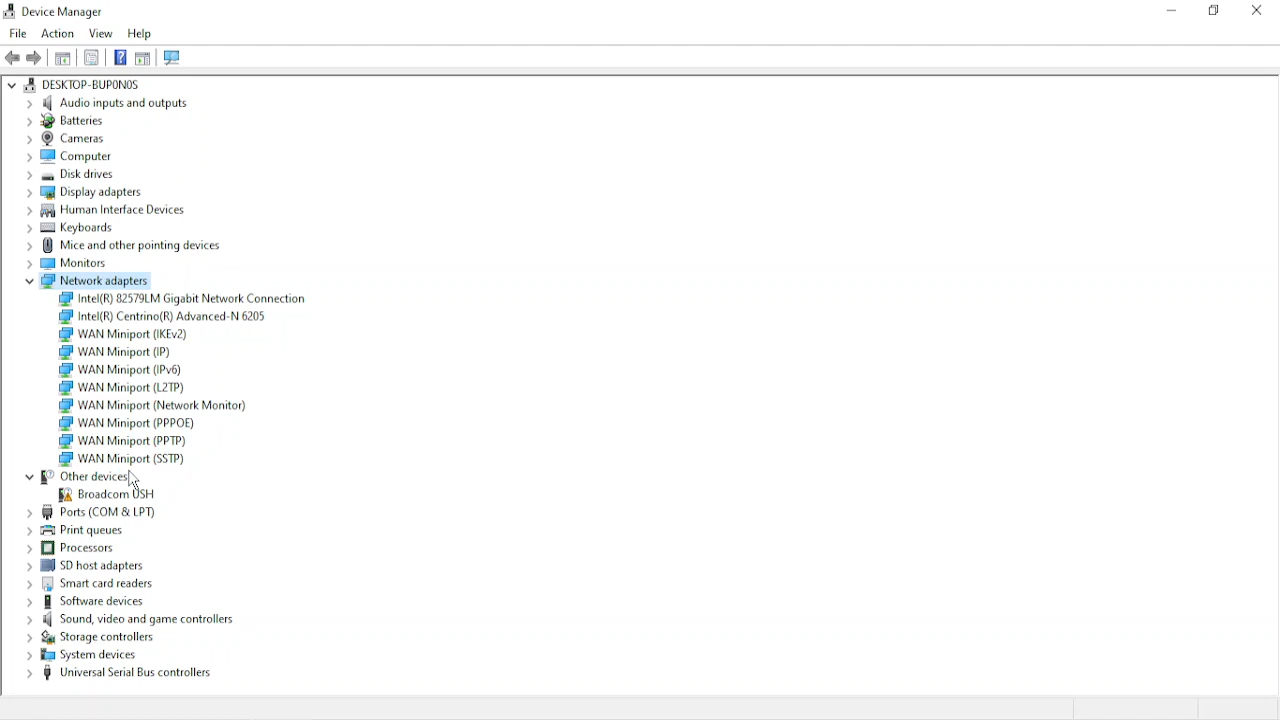 Device Manager
File Action View Help
DESKTOP-BUP0N0S
Audio inputs and outputs
Batteries
Cameras
Computer
Disk drives
Display adapters
Human Interface Devices
Keyboards
Mice and other pointing devices
Monitors
Network adapters
Intel(R) 82579LM Gigabit Network Connection
Intel(R) Centrino(R) Advanced-N 6205
WAN Miniport (IKEv2)
WAN Miniport (IP)
WAN Miniport (IPv6)
WAN Miniport (L2TP)
WAN Miniport (Network Monitor)
WAN Miniport (PPPOE)
WAN Miniport (PPTP)
WAN Miniport (SSTP)
Other devices
Broadcom USH
Ports (COM & LPT)
Print queues
Processors
SD host adapters
Smart card readers
Software devices
Sound, video and game controllers
Storage controllers
System devices
Universal Serial Bus controllers